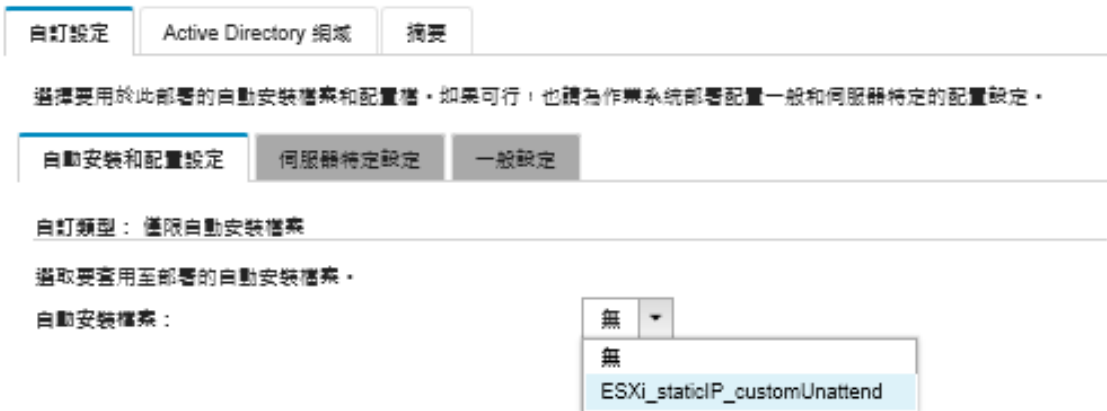 自訂設定
Active Directory 網域
摘要
選擇要用於此部署的自動安裝檔案和配置檔。如果可行，也請為作業系統部署配置一般和伺服器特定的配置設定。
自動安裝和配置設定
伺服器特定設定
一般設定
自訂類型： 僅限自動安裝檔案
選取要套用至部署的自動安裝檔案。
自動安裝檔案：
無
無
ESXi_staticIP_customUnattend